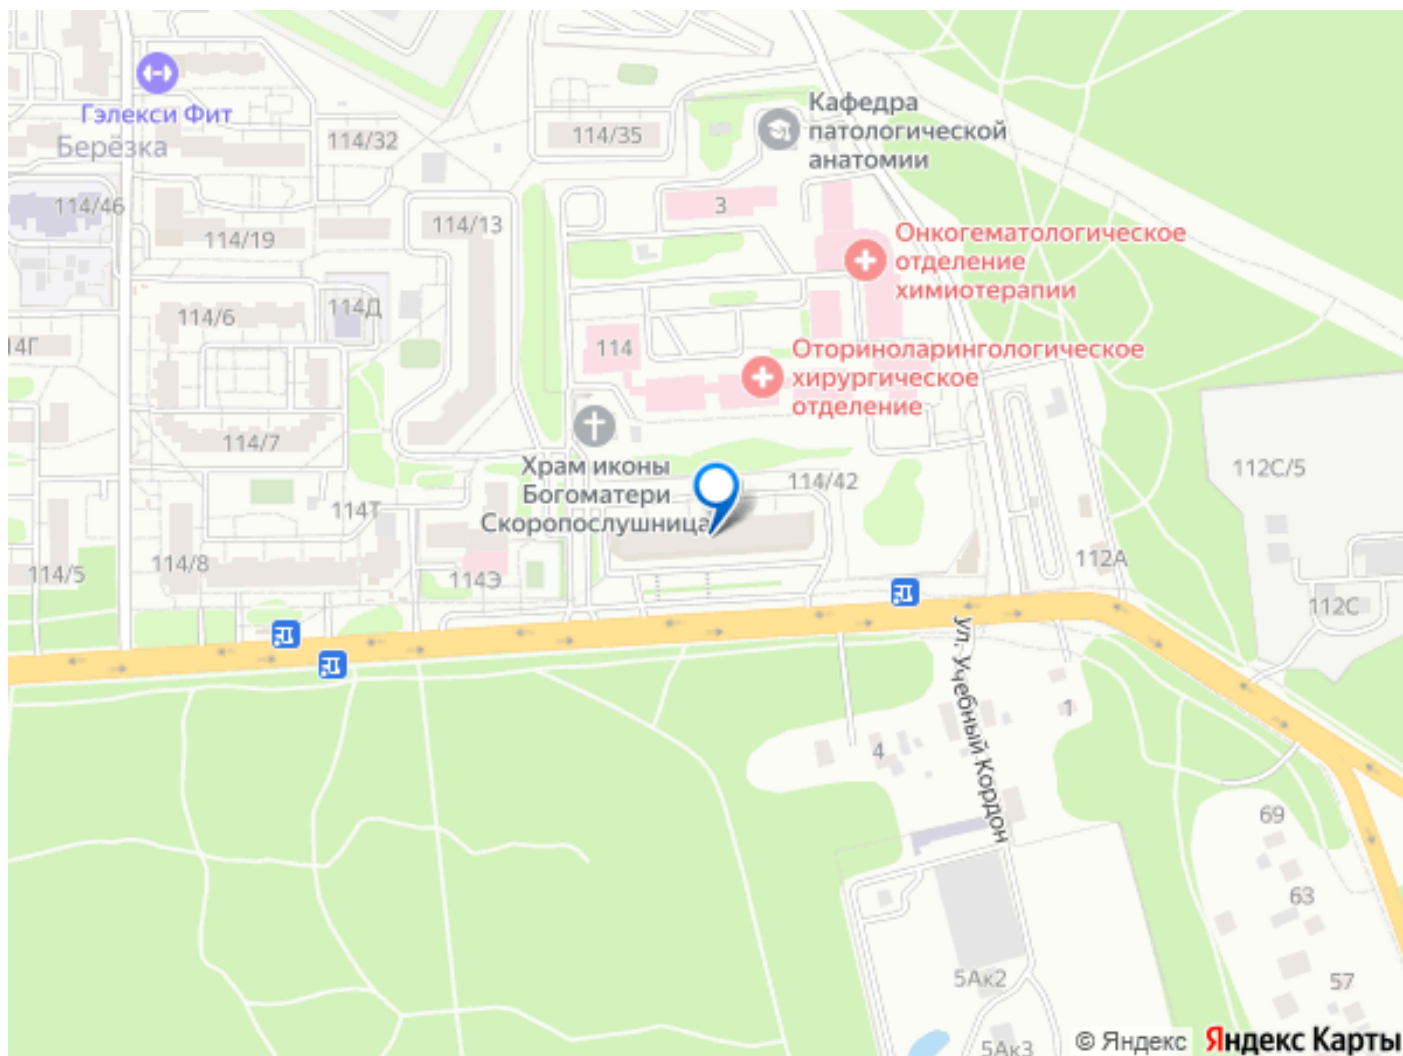 Гэлекси Фит
Берёзка
114/32
114/35
Кафедра
патологической
анатомии
114/46
114/19
114/13
3
Онкогематологическое
отделение
химиотерапии
114/6
114Д
14Г
114
Оториноларингологическое
хирургическое
отделение
114/7
Храм иконы
Богоматери
Скоропослушница
114/42
112С/5
114Т
114/5
114/8
114Э
112А
112С
ул. Учебный Кордон
1
4
69
63
57
5Ак2
5Ак3
© Яндекс
Яндекс Карты